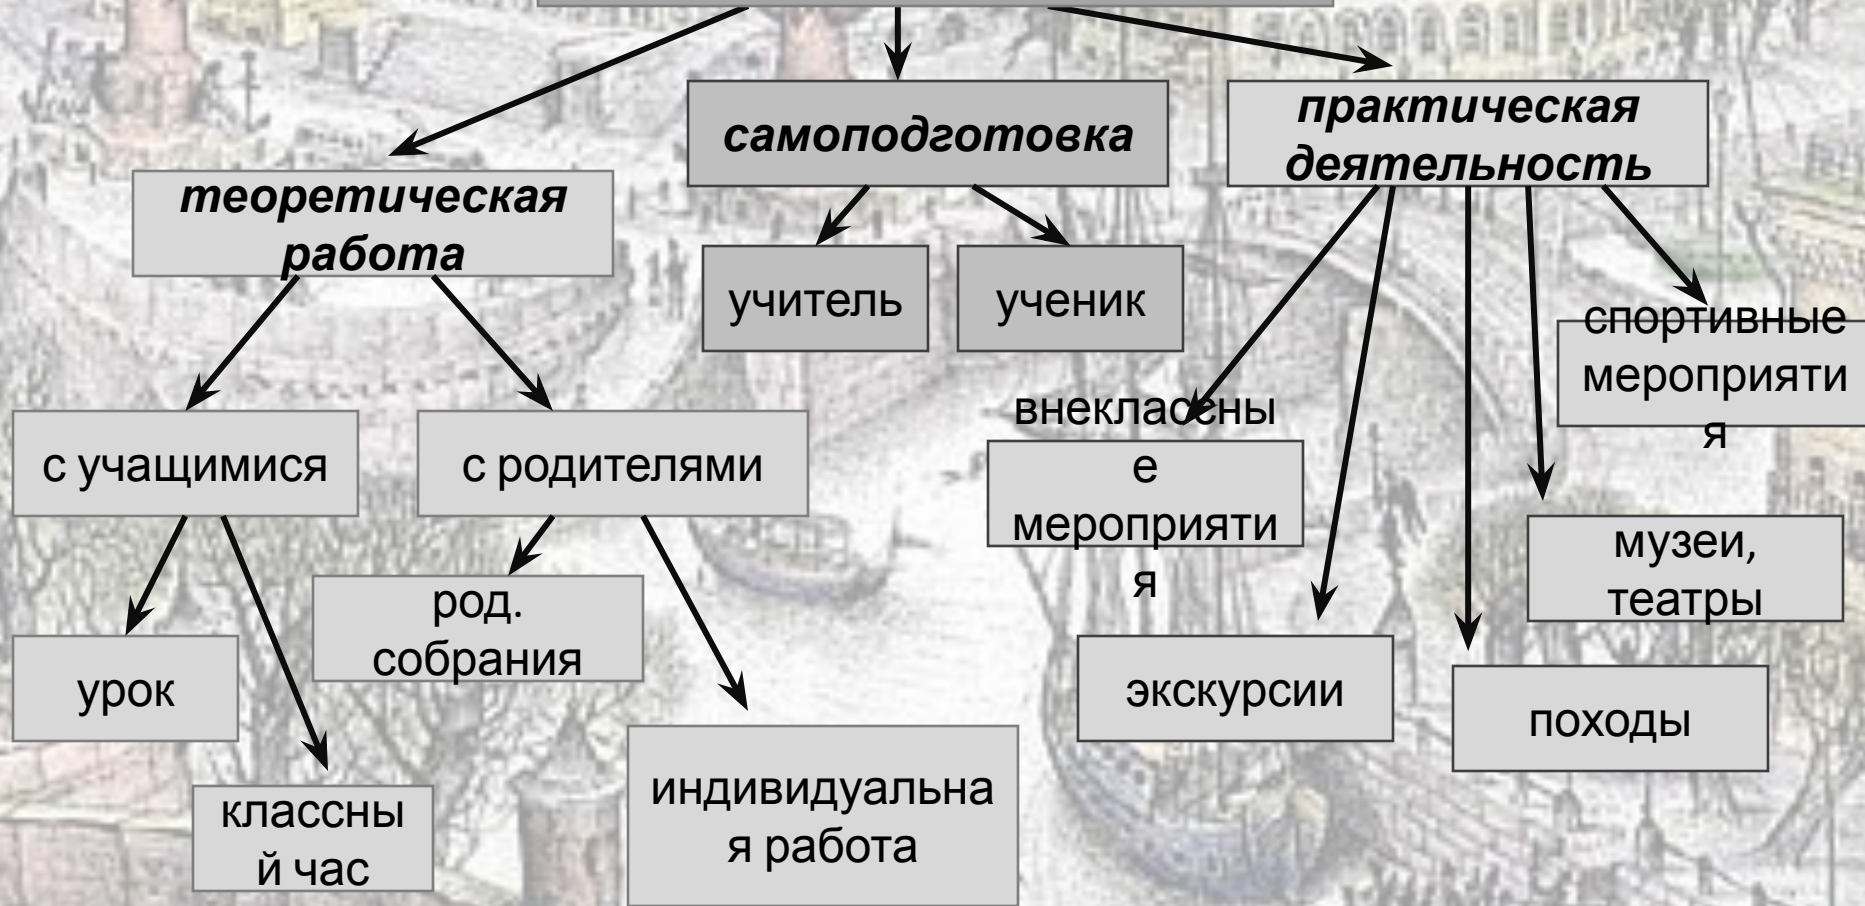 самоподготовка
практическая
деятельность
теоретическая
работа
учитель
ученик
спортивные
мероприяти
я
внеклассны
е
мероприяти
я
с учащимися
с родителями
музеи,
театры
род.
собрания
урок
экскурсии
походы
индивидуальна
я работа
классны
й час